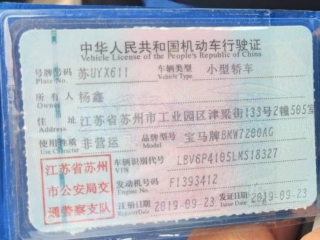 中华人民共和国机动车行驶证
Vehicle License of the People's Republic of China
号牌号码 苏UYX611 车辆类型 小型轿车
Plate No. Vehicle Type
所有人 杨鑫
Owner
住址 江苏省苏州市工业园区津梁街133号2幢505室
Address
使用性质 非营运 品牌型号 宝马牌BMW7200AG
Use Character Model
江苏省苏州
市公安局交
通警察支队
车辆识别代号 LBV6P4105LMS18327
VIN
发动机号码 F1393412
Engine No.
注册日期 2019-09-23 发证日期 2019-09-23
Register Date Issue Date